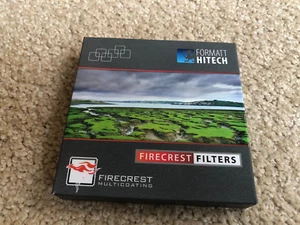 FORMATT
HITECH
FIRECREST FILTERS
FIRECREST
MULTICOATING